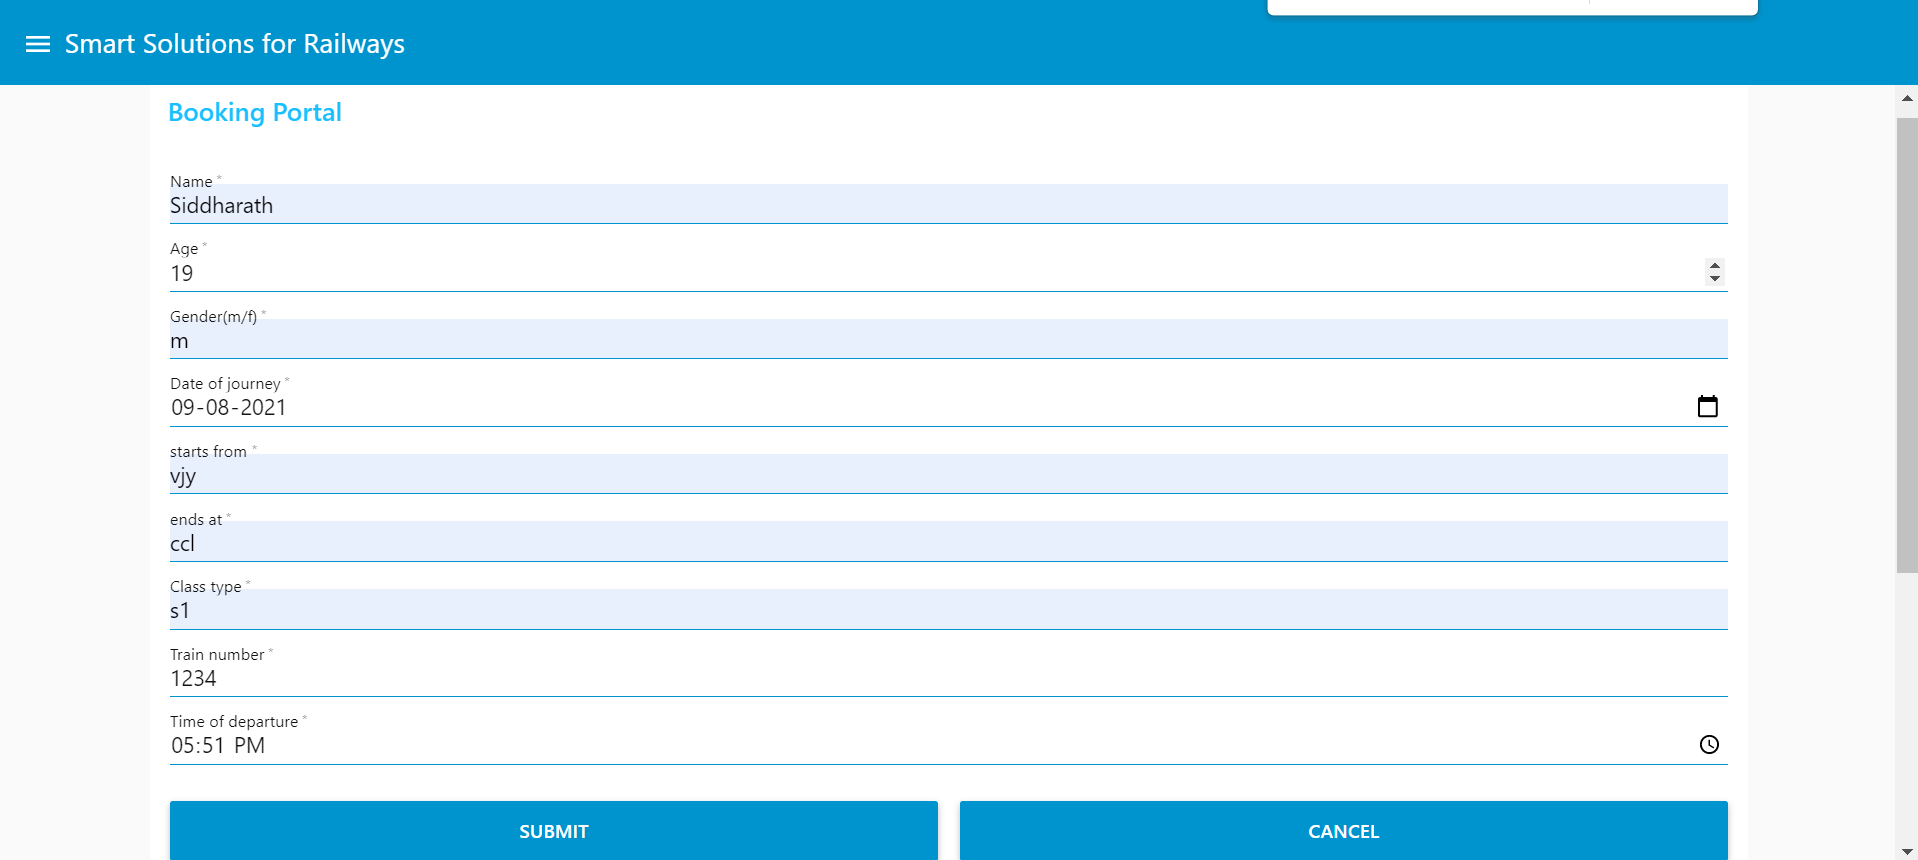 Smart Solutions for Railways
Booking Portal
Name *
Siddharath
Age *
19
Gender(m/f) *
m
Date of journey *
09-08-2021
starts from *
vjy
ends at *
ccl
Class type *
s1
Train number *
1234
Time of departure *
05:51 PM
SUBMIT
CANCEL